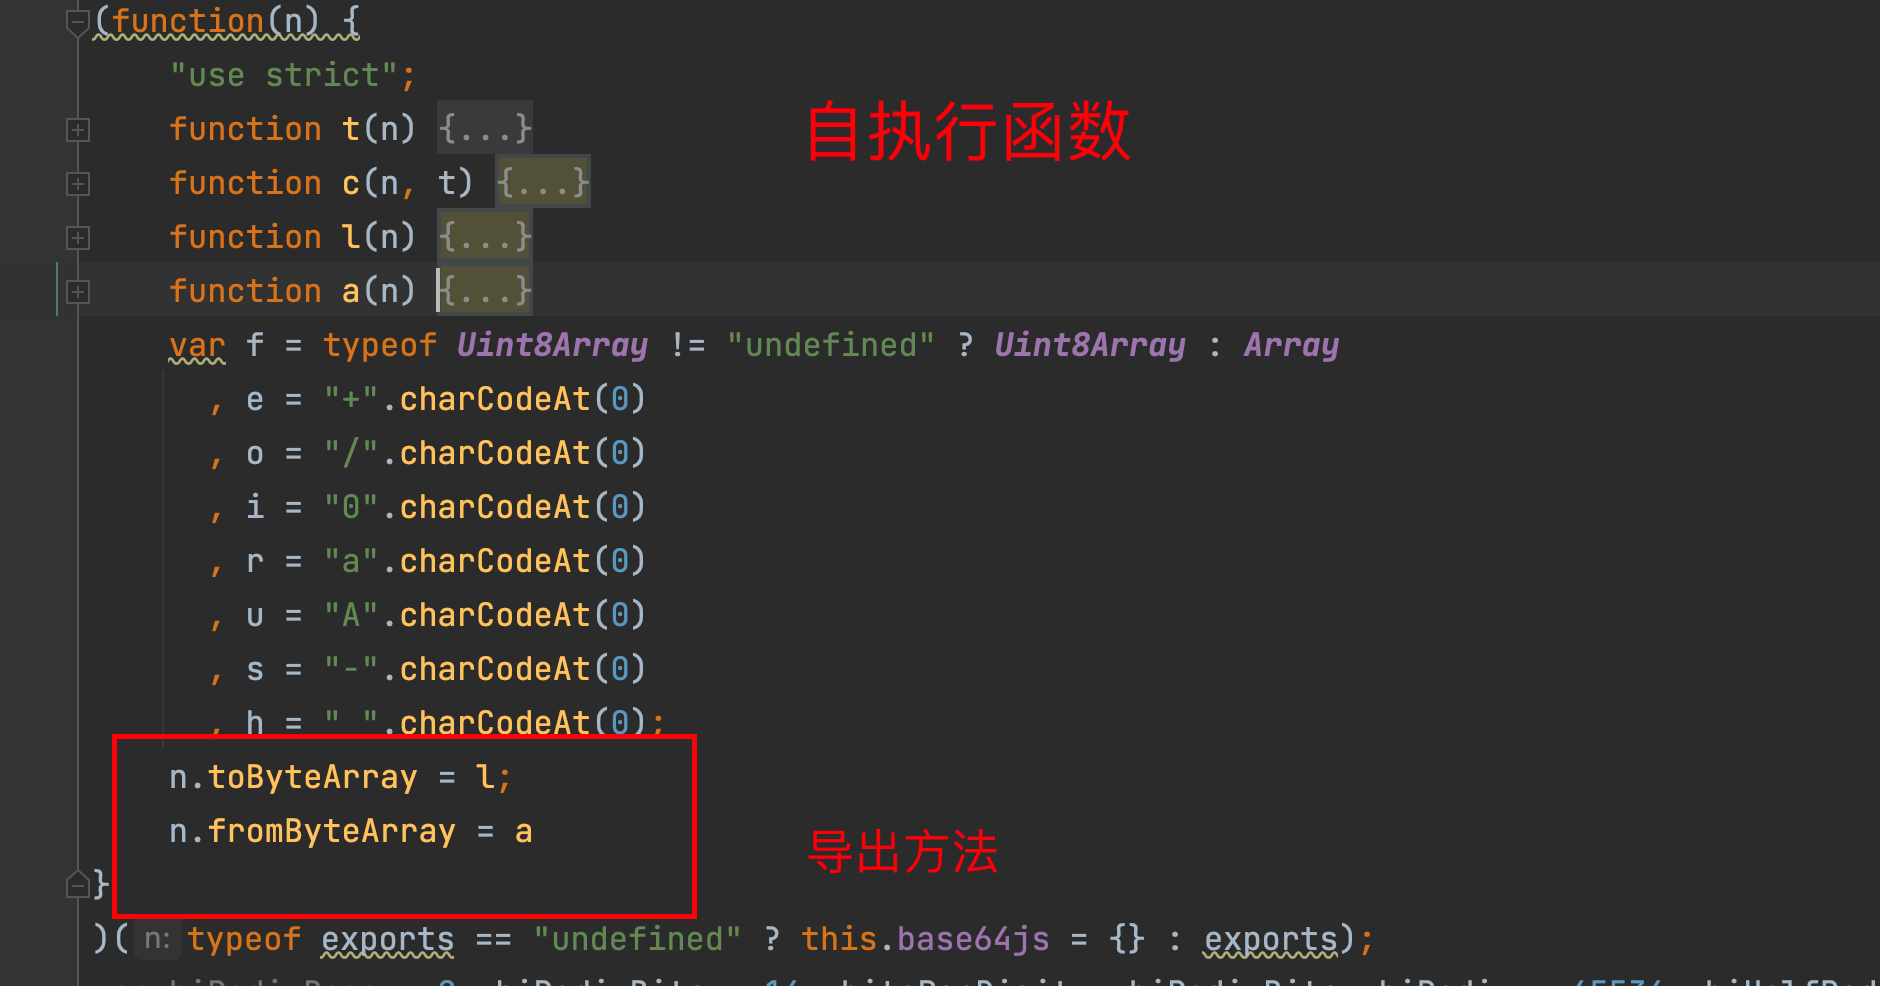 (function(n) {
"use strict";
function t(n) {...}
自执行函数
function c(n, t) {...}
function l(n) {...}
function a(n) {...}
var f = typeof Uint8Array != "undefined" ? Uint8Array : Array
, e = "+".charCodeAt(0)
, o = "/".charCodeAt(0)
, i = "0".charCodeAt(0)
, r = "a".charCodeAt(0)
, u = "A".charCodeAt(0)
, s = "-".charCodeAt(0)
, h = "_".charCodeAt(0);
n.toByteArray = l;
n.fromByteArray = a
导出方法
}
)( n: typeof exports == "undefined" ? this.base64js = {} : exports);